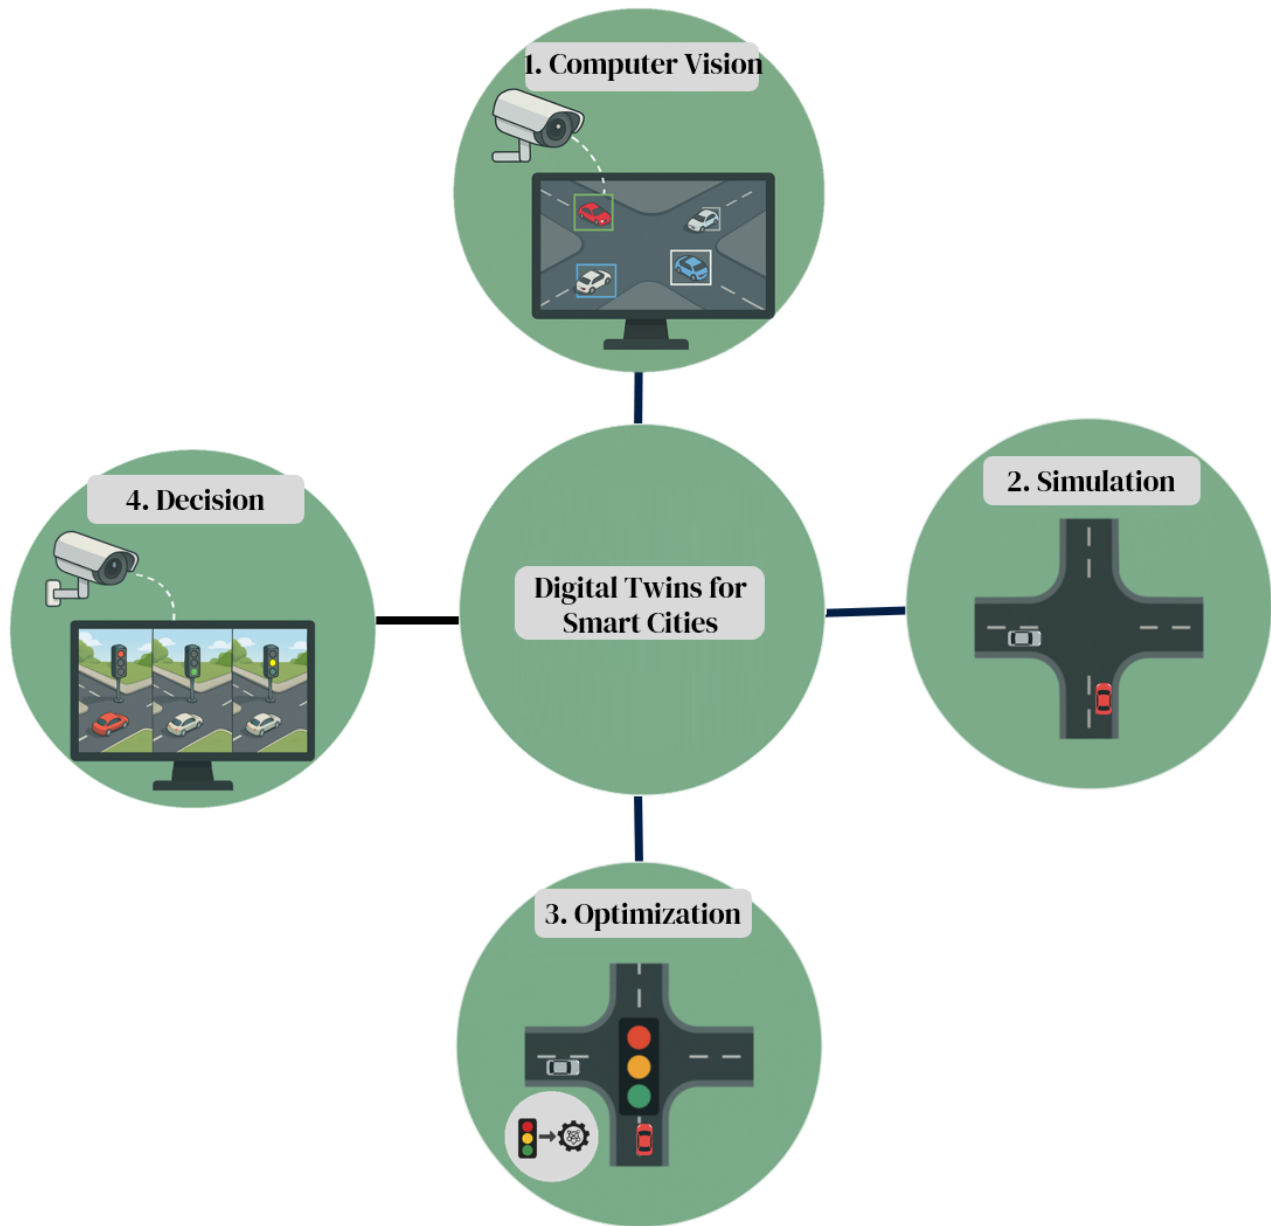 1. Computer Vision
2. Simulation
4. Decision
Digital Twins for
Smart Cities
3. Optimization